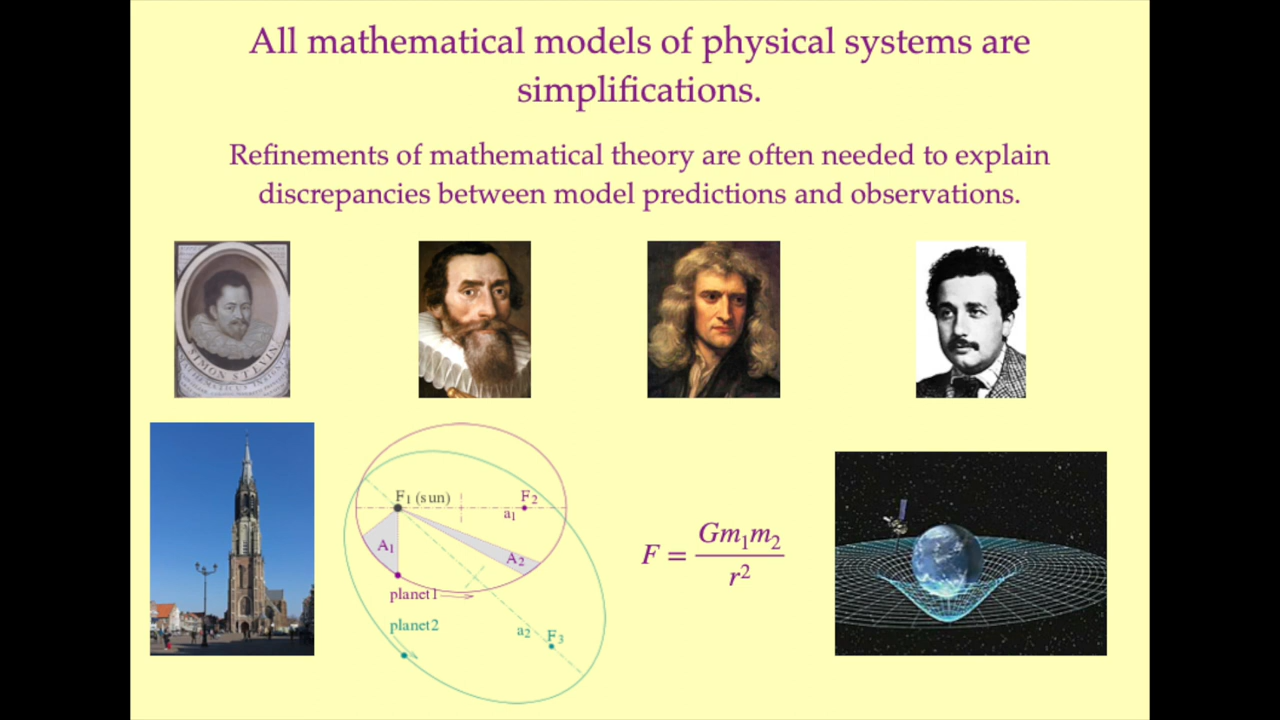 All mathematical models of physical systems are
simplifications.
Refinements of mathematical theory are often needed to explain
discrepancies between model predictions and observations.
SIMON STEVIN
F1 (sun)
F2
a1
A1
A2
planet1
planet2
a2
F3
F = Gm1m2 / r2